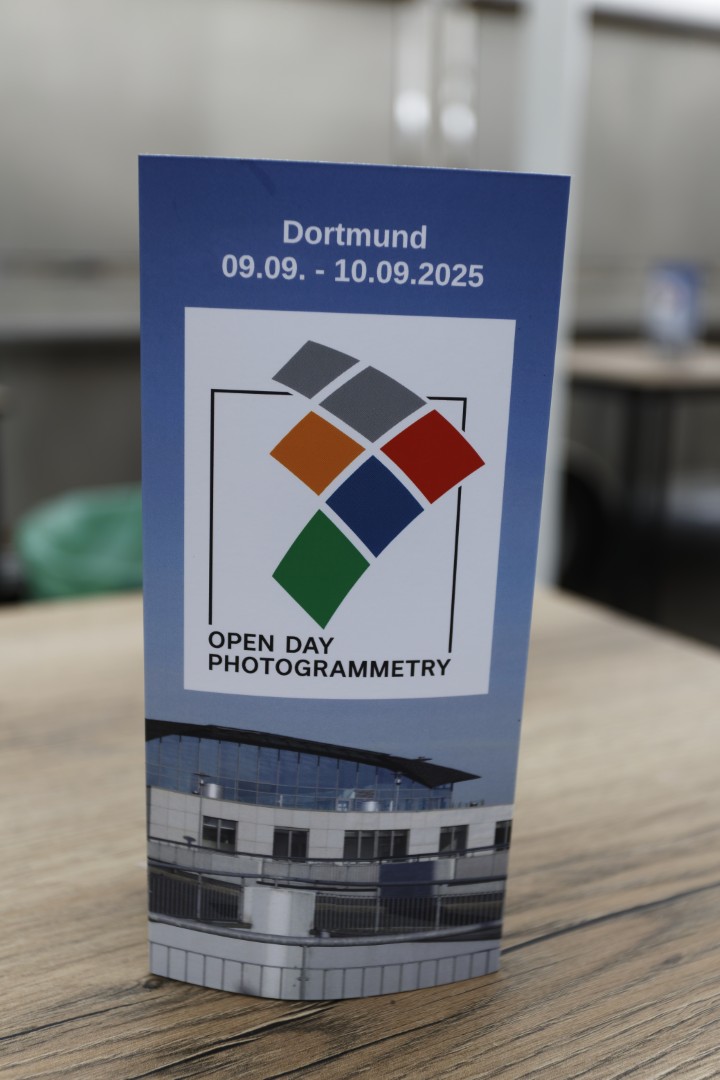 Dortmund
09.09. - 10.09.2025
OPEN DAY
PHOTOGRAMMETRY